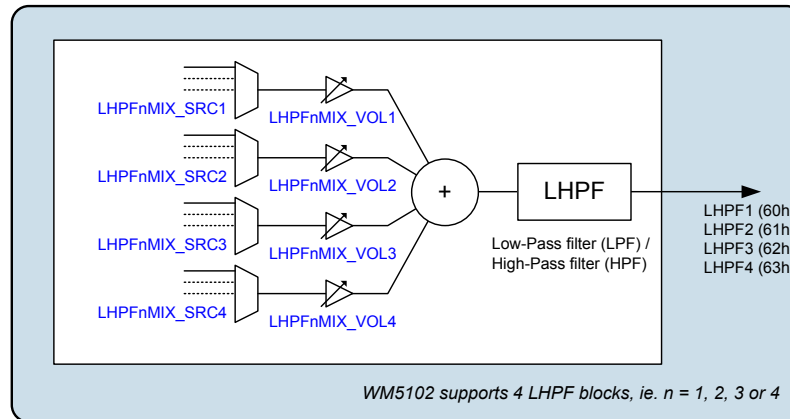 LHPFnMIX_SRC1
LHPFnMIX_VOL1
LHPFnMIX_SRC2
LHPFnMIX_VOL2
LHPFnMIX_SRC3
LHPFnMIX_VOL3
LHPFnMIX_SRC4
LHPFnMIX_VOL4
+
LHPF
Low-Pass filter (LPF) /
High-Pass filter (HPF)
LHPF1 (60h
LHPF2 (61h
LHPF3 (62h
LHPF4 (63h
WM5102 supports 4 LHPF blocks, ie. n = 1, 2, 3 or 4